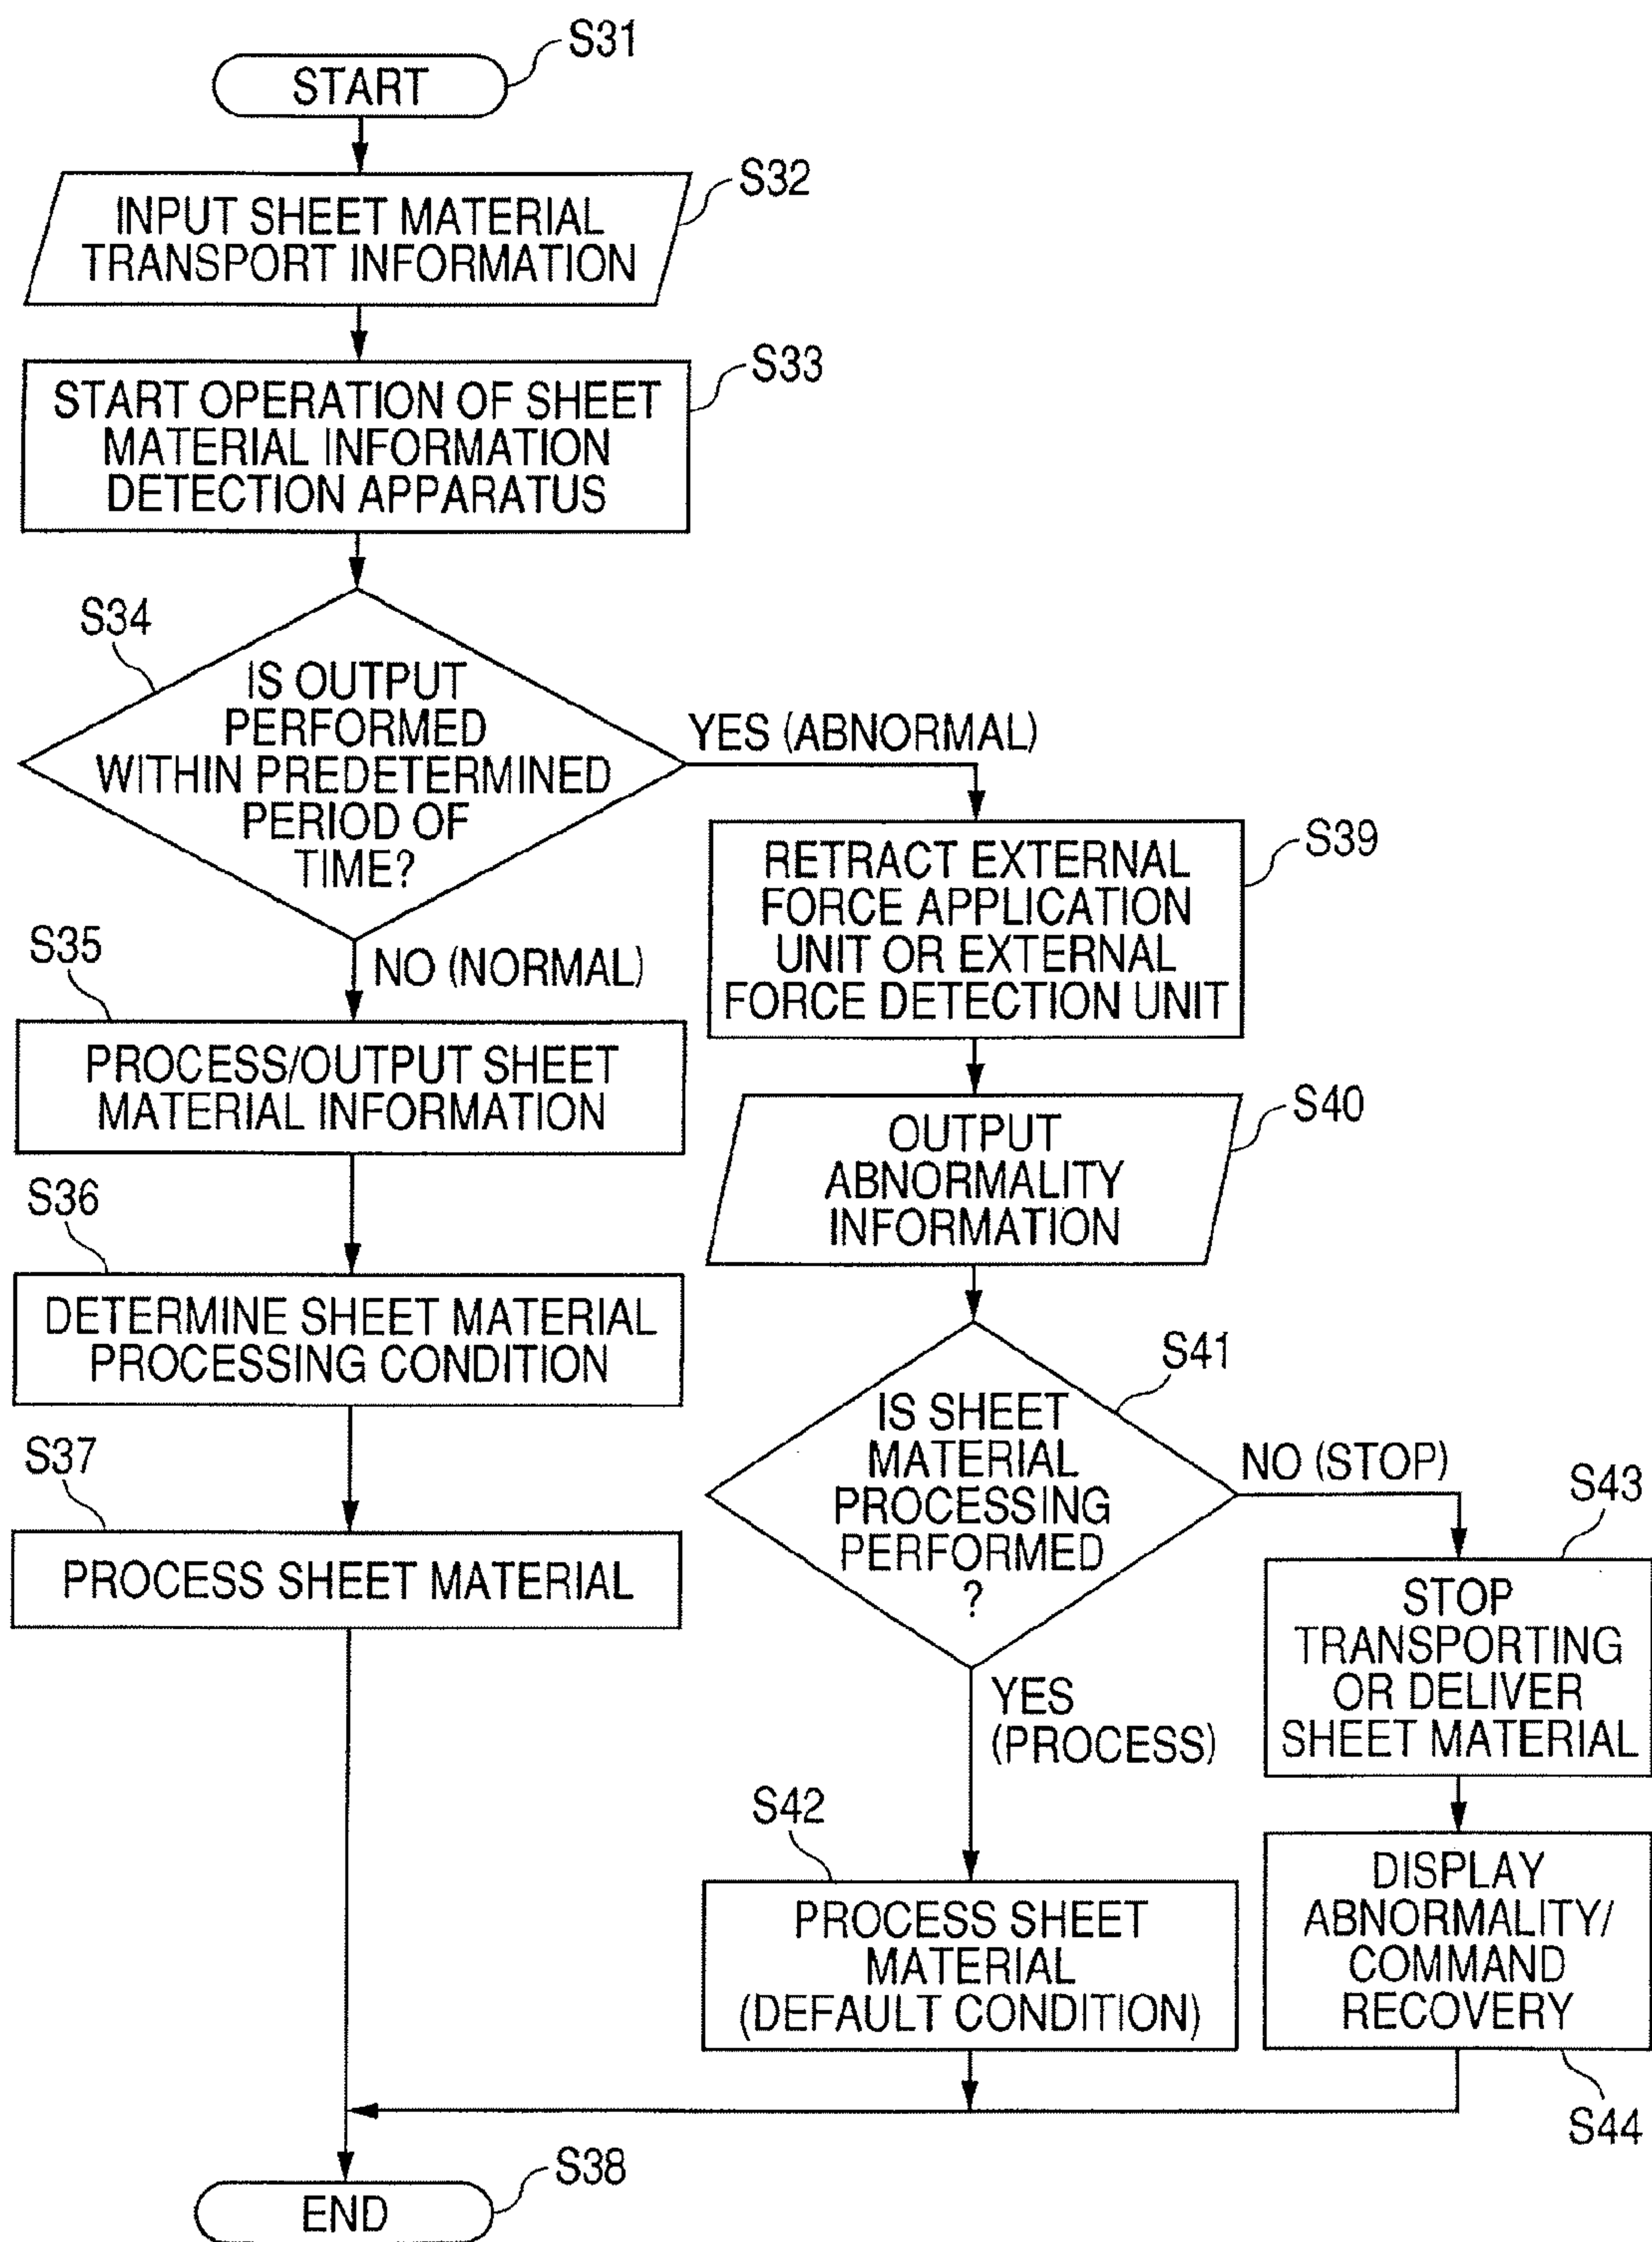 S31
START
S32
INPUT SHEET MATERIAL
TRANSPORT INFORMATION
S33
START OPERATION OF SHEET
MATERIAL INFORMATION
DETECTION APPARATUS
S34
IS OUTPUT
PERFORMED
WITHIN PREDETERMINED
PERIOD OF
TIME?
YES (ABNORMAL)
NO (NORMAL)
S35
PROCESS/OUTPUT SHEET
MATERIAL INFORMATION
S36
DETERMINE SHEET MATERIAL
PROCESSING CONDITION
S37
PROCESS SHEET MATERIAL
S39
RETRACT EXTERNAL
FORCE APPLICATION
UNIT OR EXTERNAL
FORCE DETECTION UNIT
S40
OUTPUT
ABNORMALITY
INFORMATION
S41
IS SHEET
MATERIAL
PROCESSING
PERFORMED
?
NO (STOP)
YES
(PROCESS)
S42
PROCESS SHEET
MATERIAL
(DEFAULT CONDITION)
S43
STOP
TRANSPORTING
OR DELIVER
SHEET MATERIAL
DISPLAY
ABNORMALITY/
COMMAND
RECOVERY
S44
S38
END